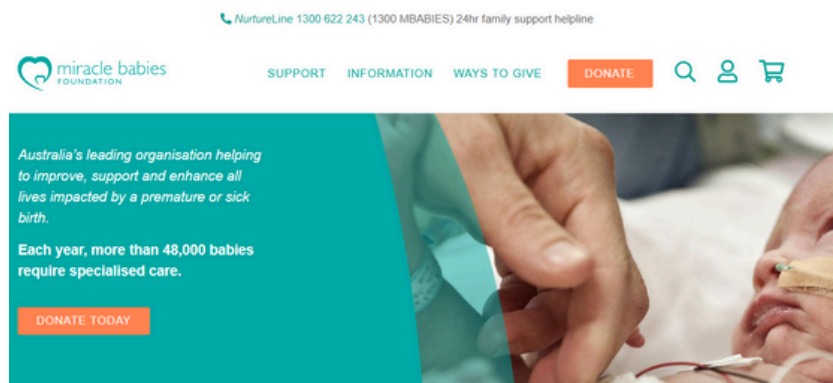 NurtureLine 1300 622 243 (1300 MBABIES) 24hr family support helpline
miracle babies
FOUNDATION
SUPPORT INFORMATION WAYS TO GIVE DONATE
Australia's leading organisation helping
to improve, support and enhance all
lives impacted by a premature or sick
birth.
Each year, more than 48,000 babies
require specialised care.
DONATE TODAY